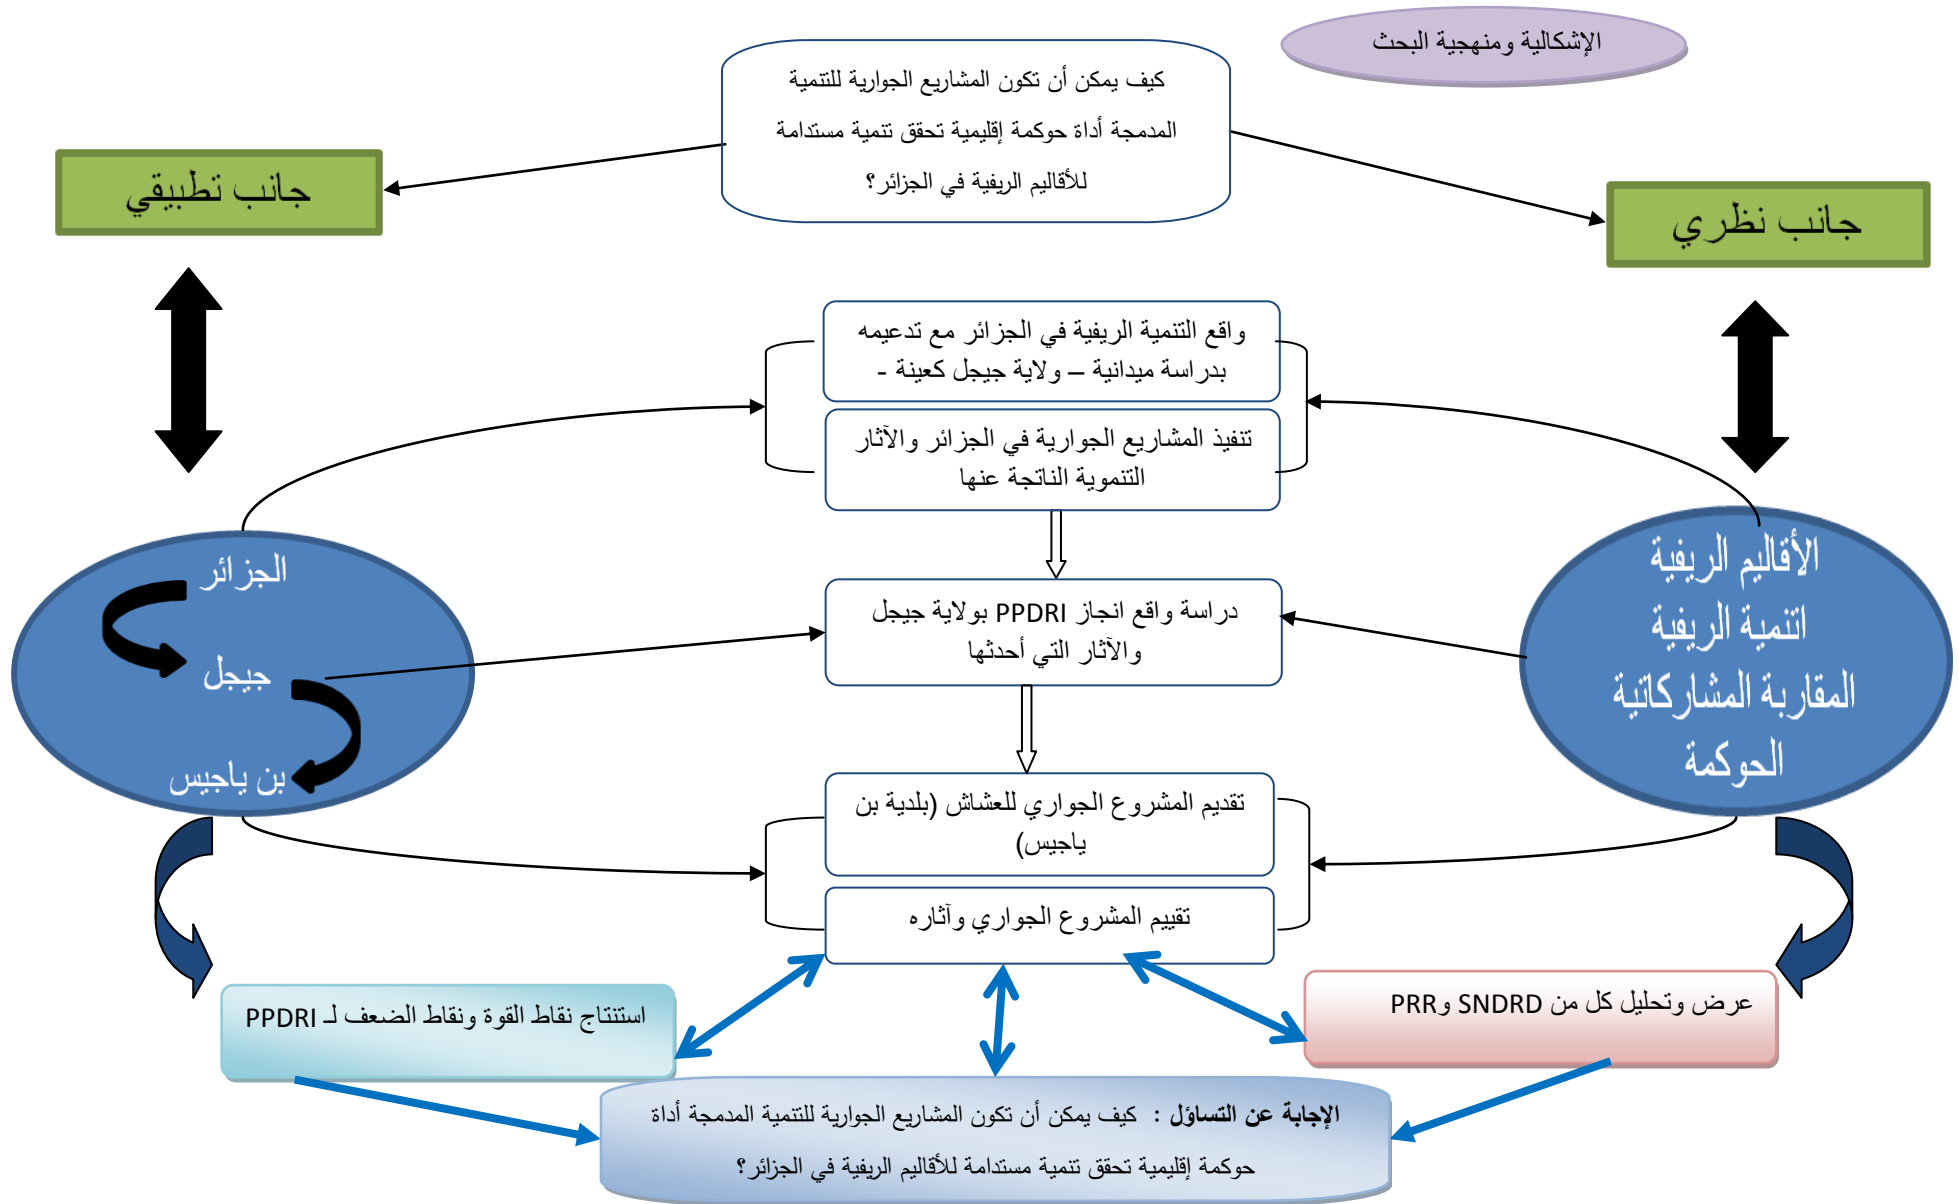 الإشكالية ومنهجية البحث
كيف يمكن أن تكون المشاريع الجوارية للتنمية
المدمجة أداة حوكمة إقليمية تحقق تنمية مستدامة
للأقاليم الريفية في الجزائر؟
جانب نظري
جانب تطبيقي
واقع التنمية الريفية في الجزائر مع تدعيمه
بدراسة ميدانية – ولاية جيجل كعينة -
تنفيذ المشاريع الجوارية في الجزائر والآثار
التنموية الناتجة عنها
الأقاليم الريفية
اتنمية الريفية
المقاربة المشاركاتية
الحوكمة
دراسة واقع انجاز PPDRI بولاية جيجل
والآثار التي أحدثها
الجزائر
جيجل
بن ياجيس
تقديم المشروع الجواري للعشاش (بلدية بن
ياجيس)
تقييم المشروع الجواري وآثاره
عرض وتحليل كل من SNDRD وPRR
استنتاج نقاط القوة ونقاط الضعف لـ PPDRI
الإجابة عن التساؤل : كيف يمكن أن تكون المشاريع الجوارية للتنمية المدمجة أداة
حوكمة إقليمية تحقق تنمية مستدامة للأقاليم الريفية في الجزائر؟